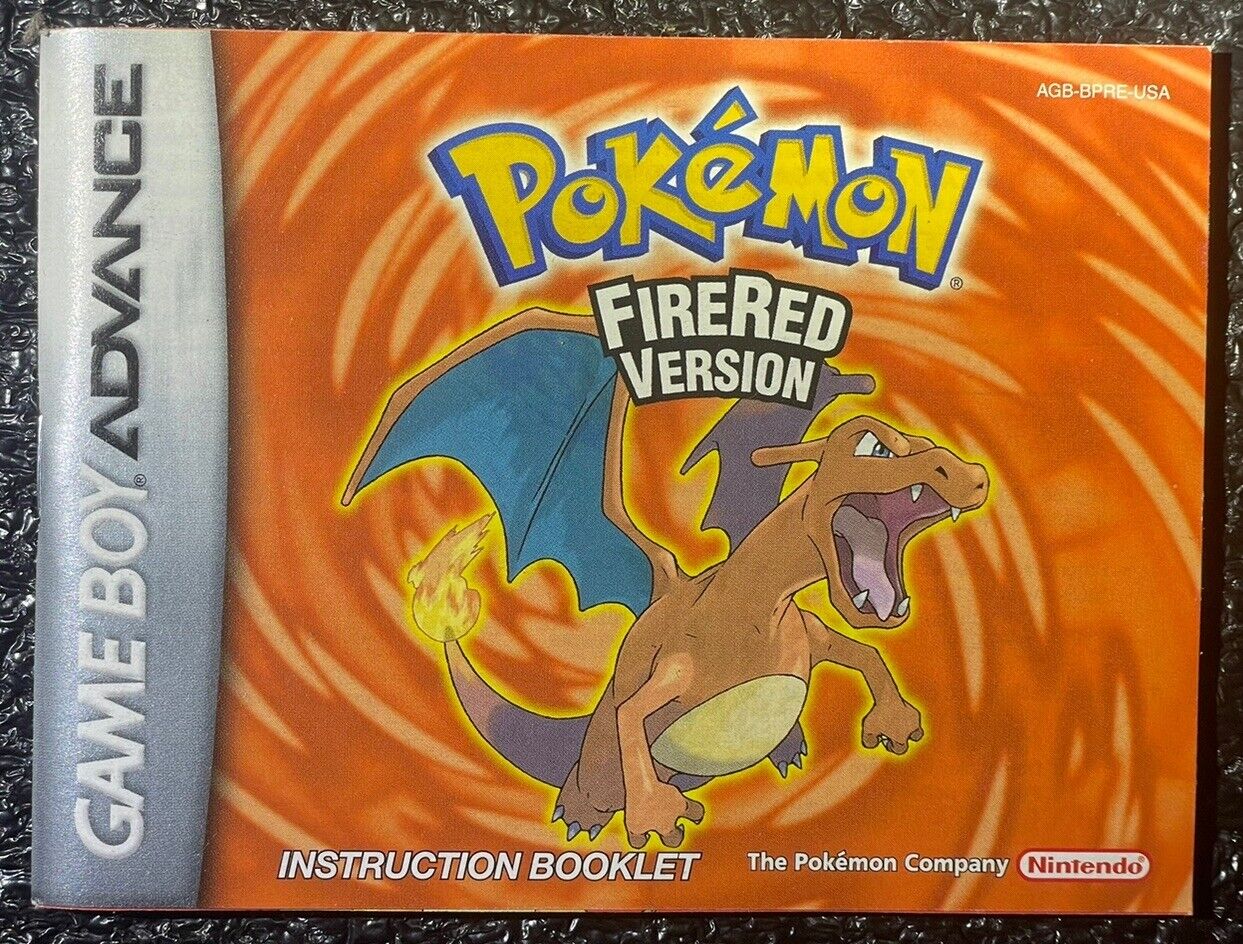 GAME BOY® ADVANCE
AGB-BPRE-USA
POKéMON®
FIRERED
VERSION
INSTRUCTION BOOKLET
The Pokémon Company
Nintendo®